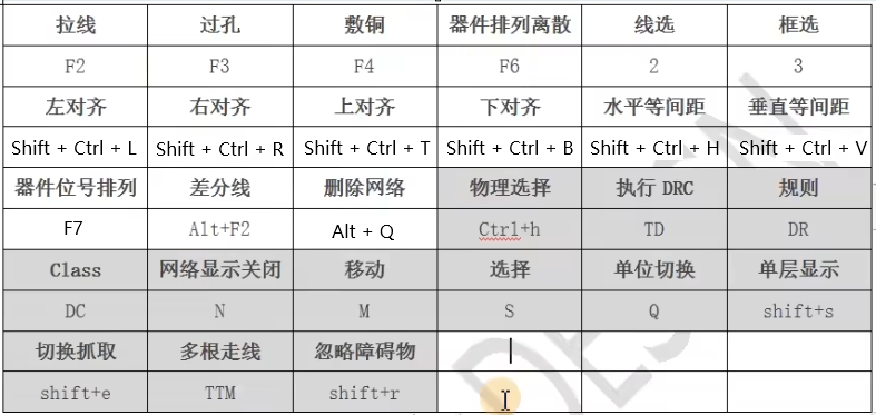 拉线 过孔 敷铜 器件排列离散 线选 框选
F2 F3 F4 F6 2 3
左对齐 右对齐 上对齐 下对齐 水平等间距 垂直等间距
Shift + Ctrl + L Shift + Ctrl + R Shift + Ctrl + T Shift + Ctrl + B Shift + Ctrl + H Shift + Ctrl + V
器件位号排列 差分线 删除网络 物理选择 执行 DRC 规则
F7 Alt+F2 Alt + Q Ctrl+h TD DR
Class 网络显示关闭 移动 选择 单位切换 单层显示
DC N M S Q shift+s
切换抓取 多根走线 忽略障碍物
shift+e TTM shift+r